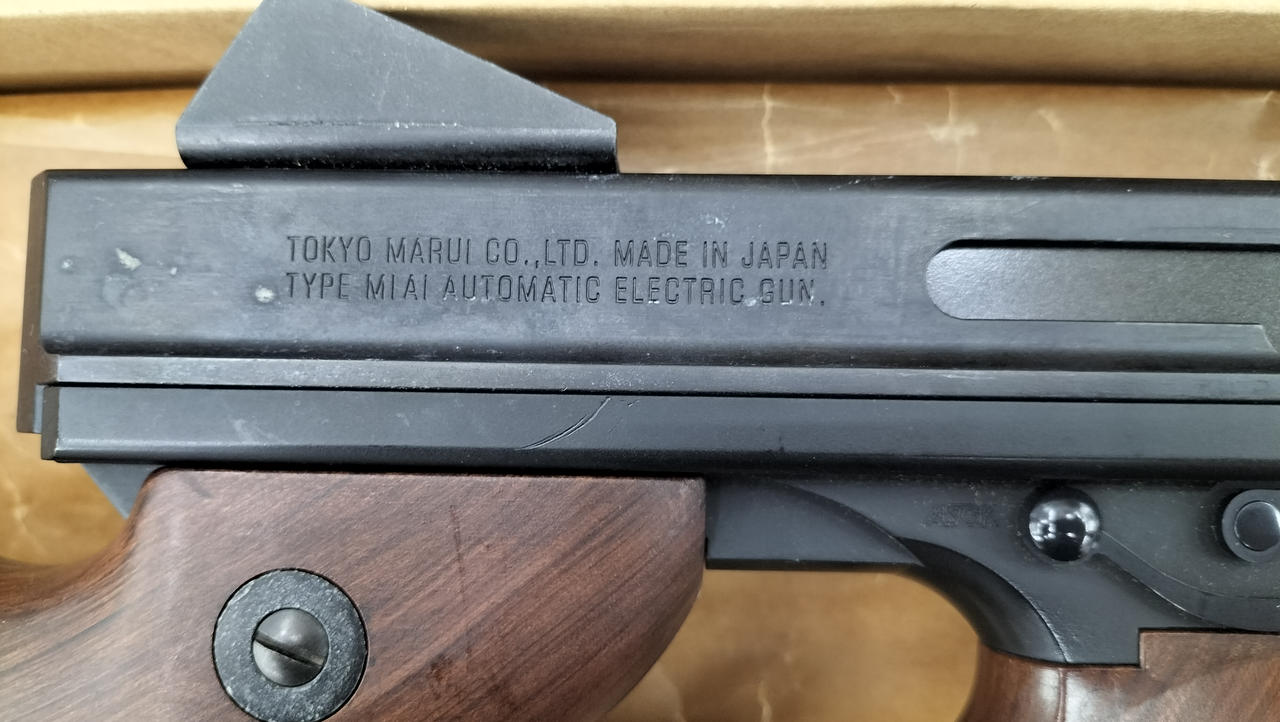 TOKYO MARUI CO.,LTD. MADE IN JAPAN
TYPE M1A1 AUTOMATIC ELECTRIC GUN.